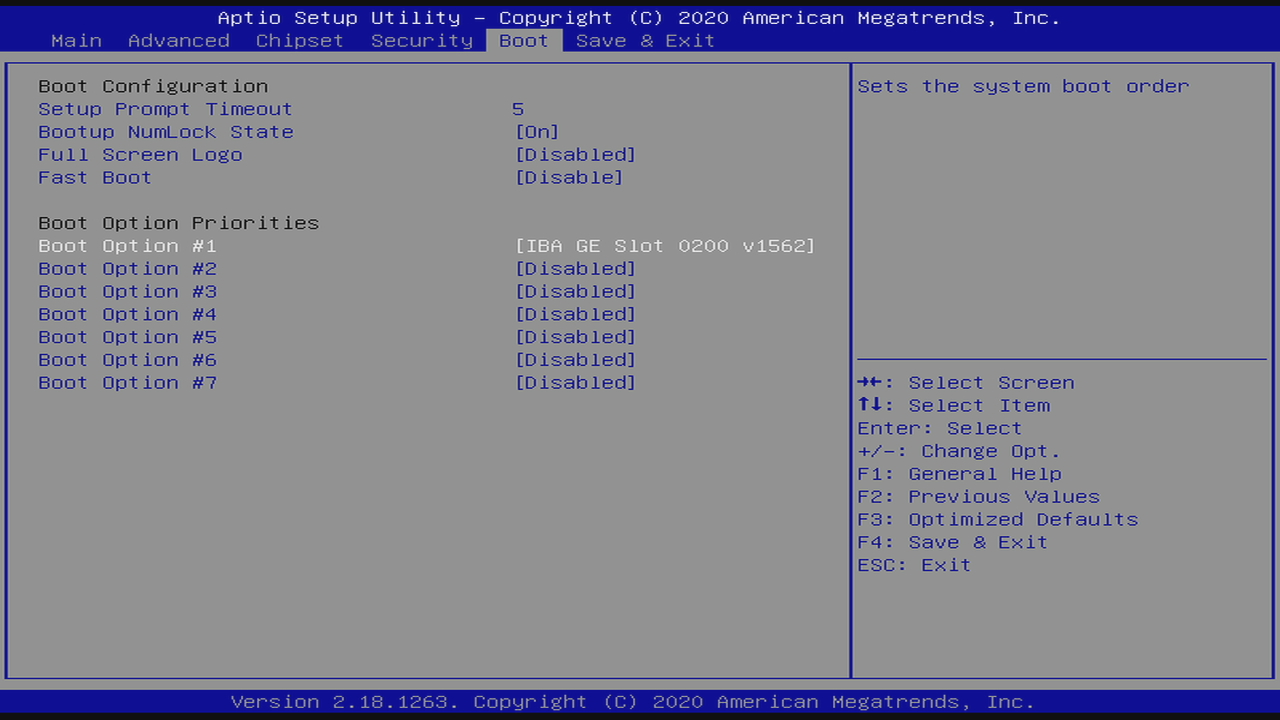 Aptio Setup Utility – Copyright (C) 2020 American Megatrends, Inc.
Main Advanced Chipset Security Boot Save & Exit
Boot Configuration
Setup Prompt Timeout 5
Bootup NumLock State [On]
Full Screen Logo [Disabled]
Fast Boot [Disable]
Boot Option Priorities
Boot Option #1 [IBA GE Slot 0200 v1562]
Boot Option #2 [Disabled]
Boot Option #3 [Disabled]
Boot Option #4 [Disabled]
Boot Option #5 [Disabled]
Boot Option #6 [Disabled]
Boot Option #7 [Disabled]
Sets the system boot order
→←: Select Screen
↑↓: Select Item
Enter: Select
+/-: Change Opt.
F1: General Help
F2: Previous Values
F3: Optimized Defaults
F4: Save & Exit
ESC: Exit
Version 2.18.1263. Copyright (C) 2020 American Megatrends, Inc.